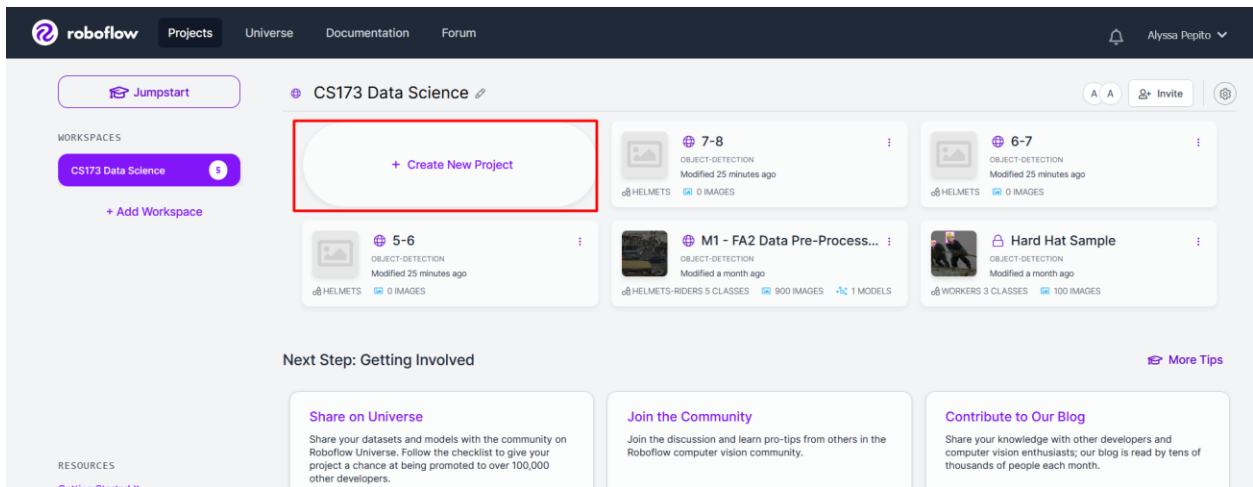 roboflow Projects Universe Documentation Forum Alyssa Pepito
Jumpstart
CS173 Data Science
A A Invite
WORKSPACES
CS173 Data Science 5
+ Add Workspace
+ Create New Project
7-8
OBJECT-DETECTION
Modified 25 minutes ago
HELMETS 0 IMAGES
6-7
OBJECT-DETECTION
Modified 25 minutes ago
HELMETS 0 IMAGES
5-6
OBJECT-DETECTION
Modified 25 minutes ago
HELMETS 0 IMAGES
M1 - FA2 Data Pre-Process...
OBJECT-DETECTION
Modified a month ago
HELMETS-RIDERS 5 CLASSES 900 IMAGES 1 MODELS
Hard Hat Sample
OBJECT-DETECTION
Modified a month ago
WORKERS 3 CLASSES 100 IMAGES
Next Step: Getting Involved
More Tips
Share on Universe
Share your datasets and models with the community on
Roboflow Universe. Follow the checklist to give your
project a chance at being promoted to over 100,000
other developers.
Join the Community
Join the discussion and learn pro-tips from others in the
Roboflow computer vision community.
Contribute to Our Blog
Share your knowledge with other developers and
computer vision enthusiasts; our blog is read by tens of
thousands of people each month.
RESOURCES